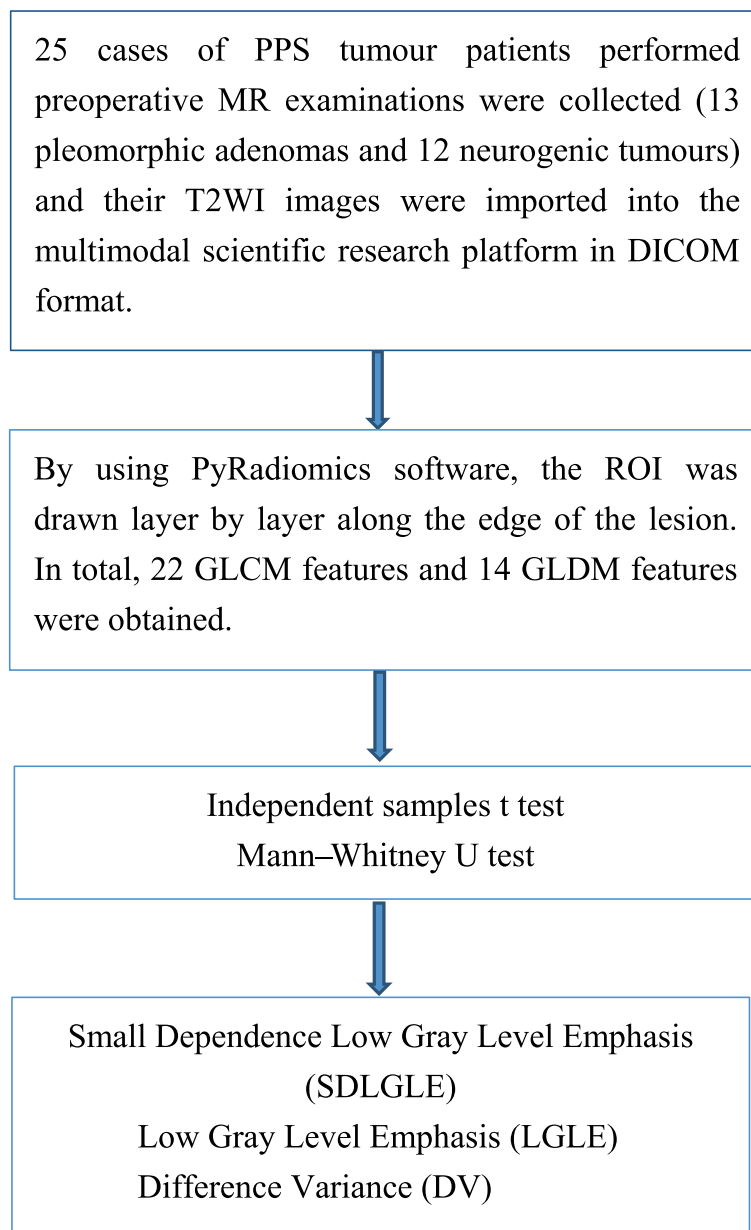 25 cases of PPS tumour patients performed
preoperative MR examinations were collected (13
pleomorphic adenomas and 12 neurogenic tumours)
and their T2WI images were imported into the
multimodal scientific research platform in DICOM
format.
By using PyRadiomics software, the ROI was
drawn layer by layer along the edge of the lesion.
In total, 22 GLCM features and 14 GLDM features
were obtained.
Independent samples t test
Mann–Whitney U test
Small Dependence Low Gray Level Emphasis
(SDLGLE)
Low Gray Level Emphasis (LGLE)
Difference Variance (DV)